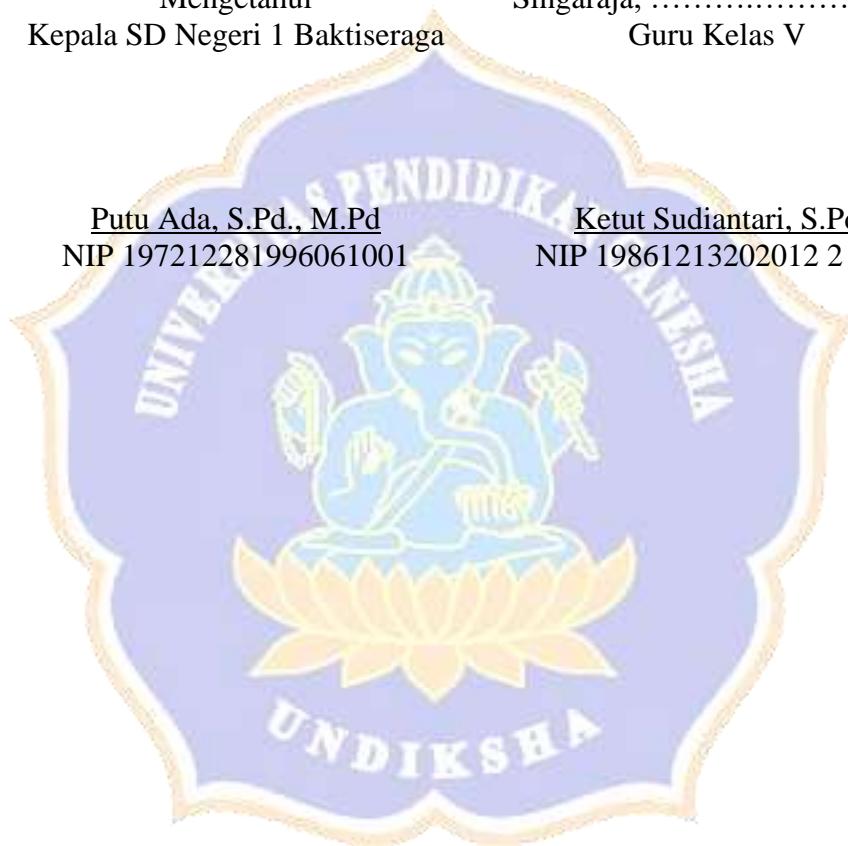 Mengetahui
Singaraja, ……….………
Kepala SD Negeri 1 Baktiseraga
Guru Kelas V
Putu Ada, S.Pd., M.Pd
Ketut Sudiantari, S.Pd
NIP 197212281996061001
NIP 19861213202012 2
UNIVERSITAS PENDIDIKAN GANESHA
UNDIKSHA